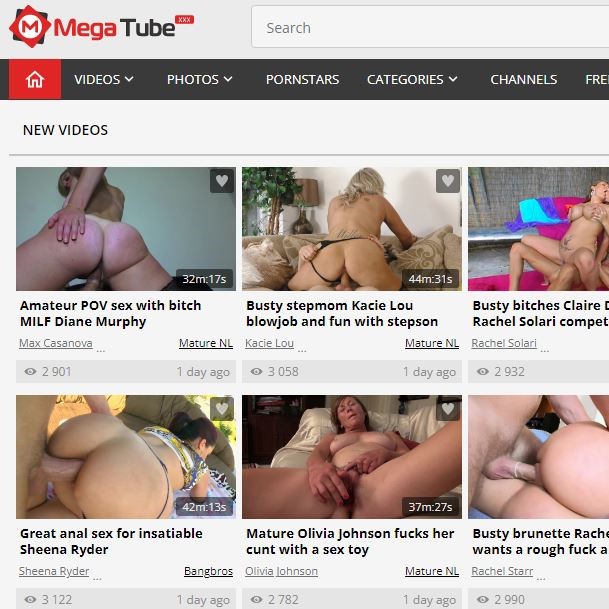 MegaTube xxx
Search
VIDEOS PHOTOS PORNSTARS CATEGORIES CHANNELS FRE
NEW VIDEOS
32m:17s 44m:31s
Amateur POV sex with bitch
MILF Diane Murphy
Max Casanova ... Mature NL
2 901 1 day ago
Busty stepmom Kacie Lou
blowjob and fun with stepson
Kacie Lou ... Mature NL
3 058 1 day ago
Busty bitches Claire D
Rachel Solari compet
Rachel Solari ...
2 932
42m:13s 37m:27s
Great anal sex for insatiable
Sheena Ryder
Sheena Ryder ... Bangbros
3 122 1 day ago
Mature Olivia Johnson fucks her
cunt with a sex toy
Olivia Johnson Mature NL
2 782 1 day ago
Busty brunette Rache
wants a rough fuck a
Rachel Starr ...
2 990